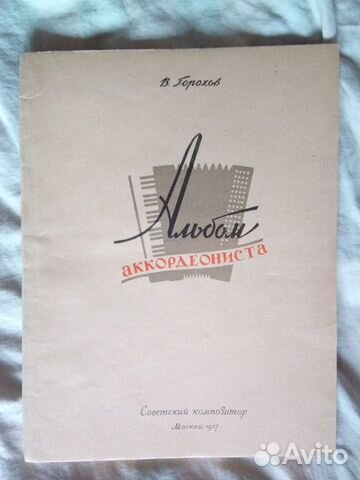 В. Горохов
Альбом
аккордеониста
Советский композитор
Москва · 1957 ·
Avito